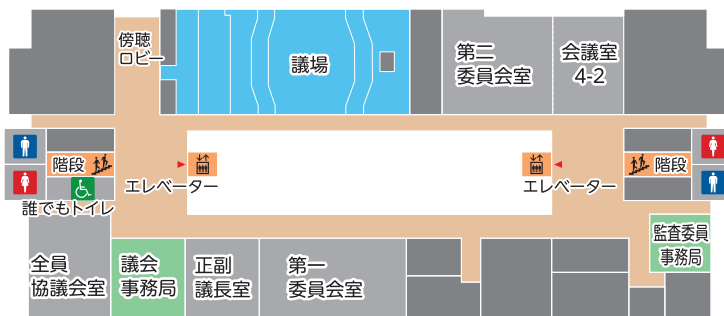 傍聴
ロビー
議場
第二
委員会室
会議室
4-2
階段
エレベーター
エレベーター
階段
誰でもトイレ
全員
協議会室
議会
事務局
正副
議長室
第一
委員会室
監査委員
事務局